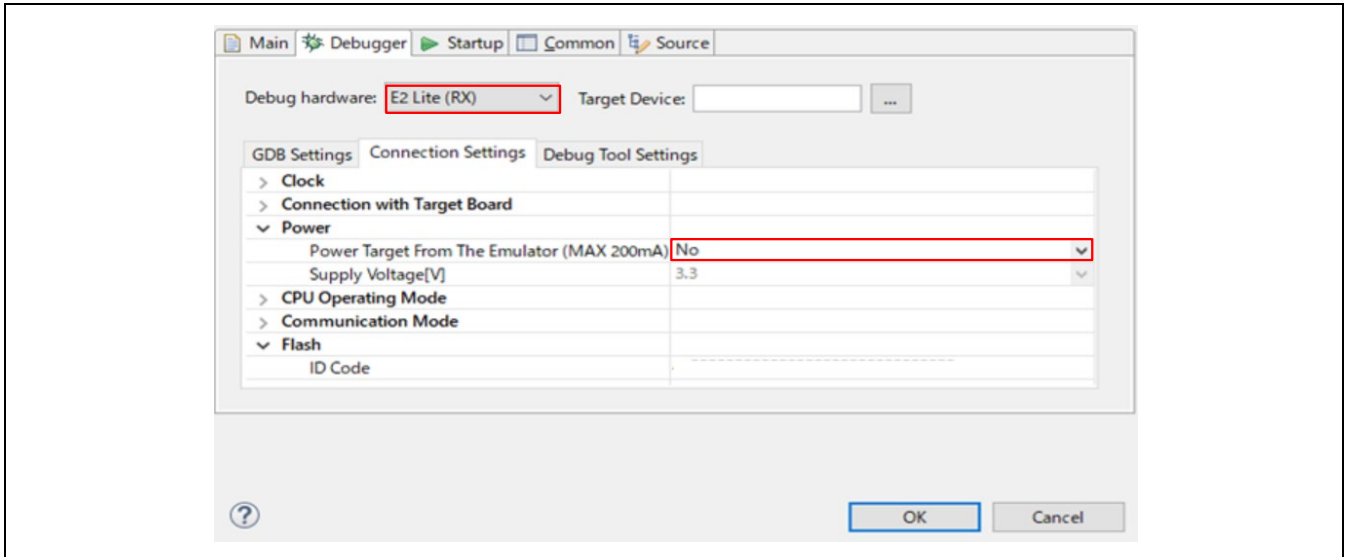 Main Debugger Startup Common Source
Debug hardware: E2 Lite (RX) Target Device: ...
GDB Settings Connection Settings Debug Tool Settings
Clock
Connection with Target Board
Power
Power Target From The Emulator (MAX 200mA) No
Supply Voltage[V] 3.3
CPU Operating Mode
Communication Mode
Flash
ID Code
? OK Cancel